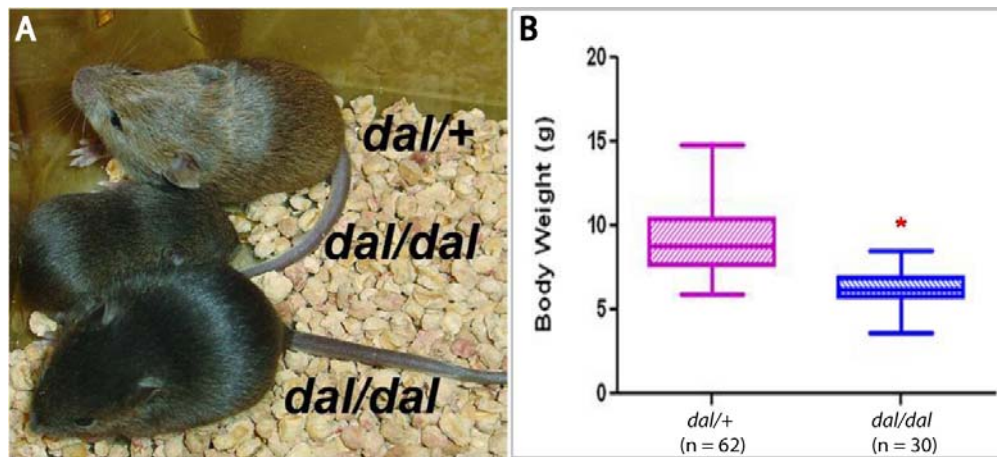 A
dal/+
dal/dal
dal/dal
B
Body Weight (g)
20
15
10
5
0
*
dal/+
(n = 62)
dal/dal
(n = 30)